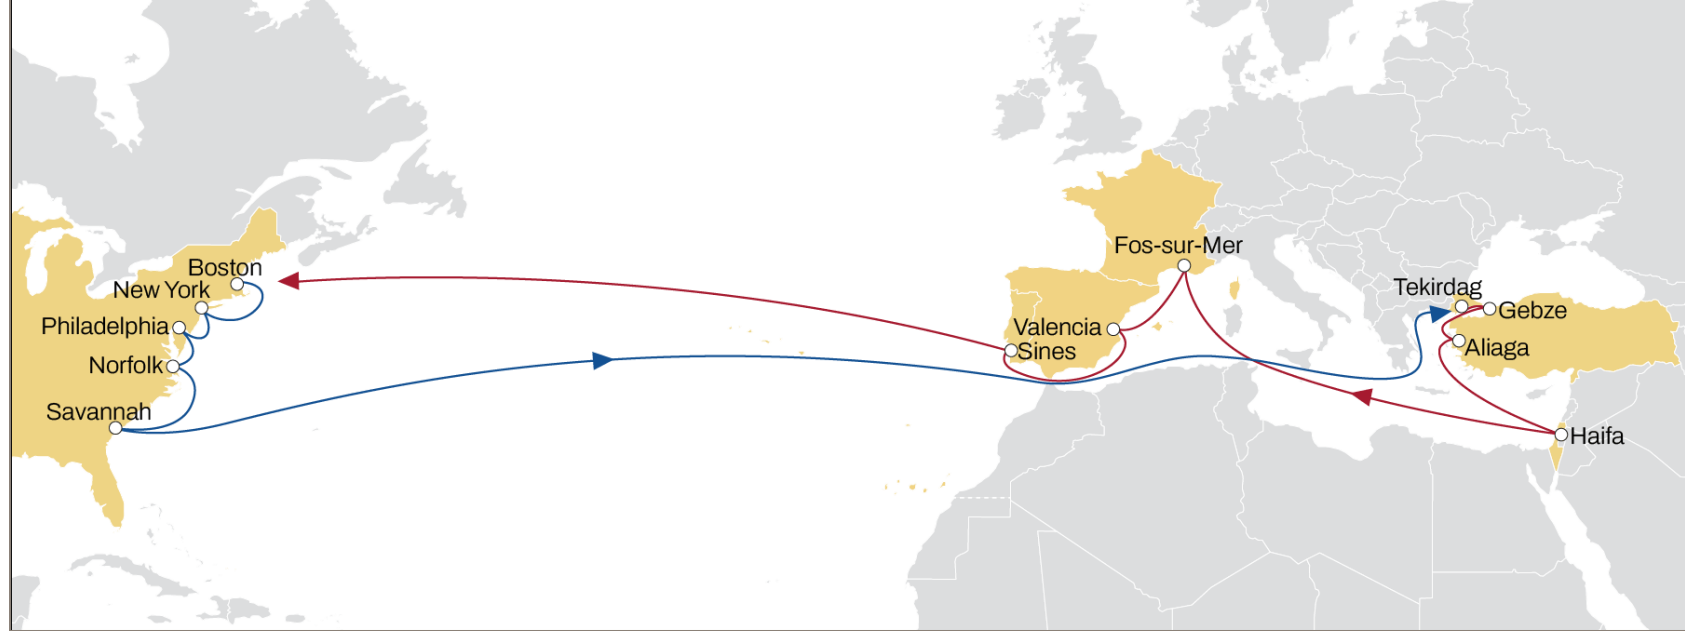 Boston
New York
Philadelphia
Norfolk
Savannah
Fos-sur-Mer
Valencia
Sines
Tekirdag
Gebze
Aliaga
Haifa